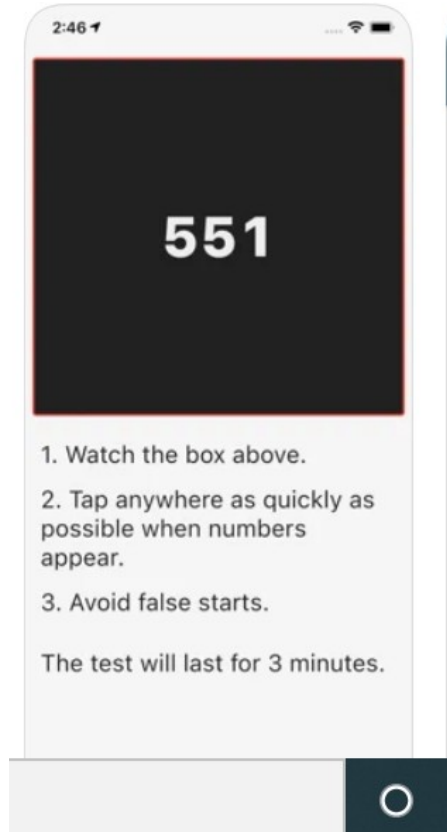 2:46
551
1. Watch the box above.
2. Tap anywhere as quickly as
possible when numbers
appear.
3. Avoid false starts.
The test will last for 3 minutes.